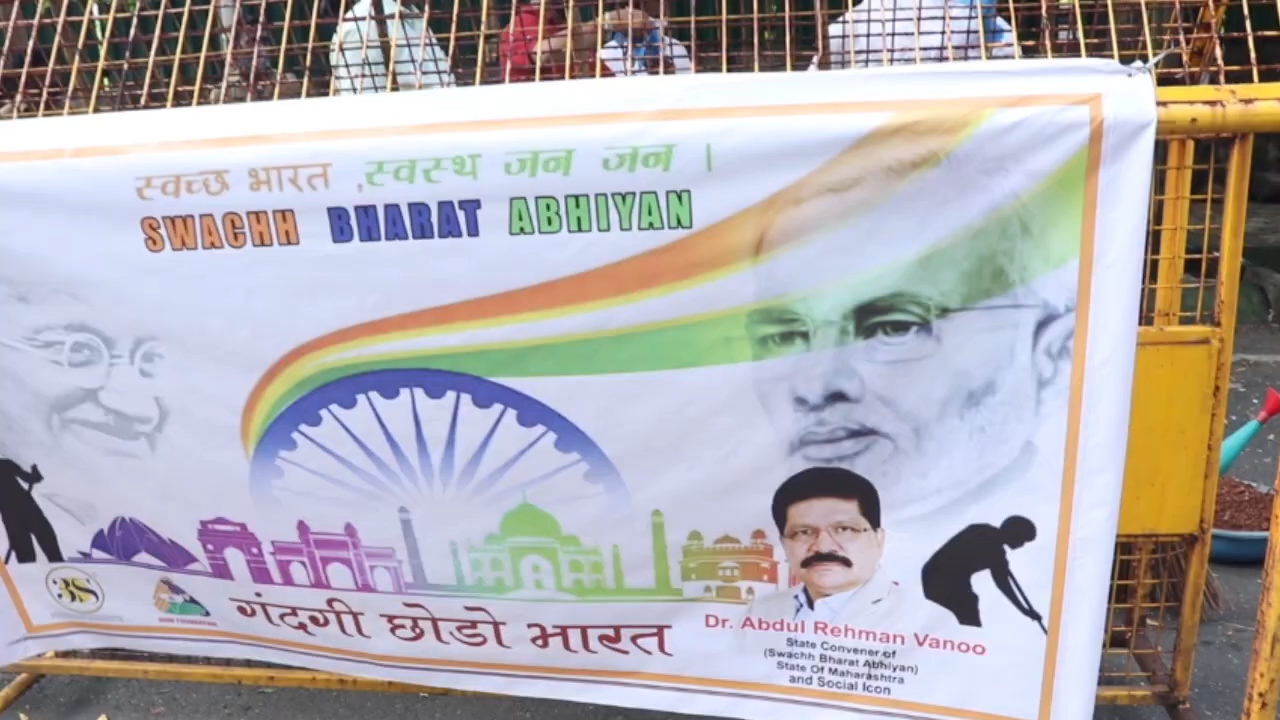 स्वच्छ भारत ,स्वस्थ जन जन ।
SWACHH BHARAT ABHIYAN
3S
गंदगी छोडो भारत
Dr. Abdul Rehman Vanoo
State Convener of
(Swachh Bharat Abhiyan)
State Of Maharashtra
and Social Icon